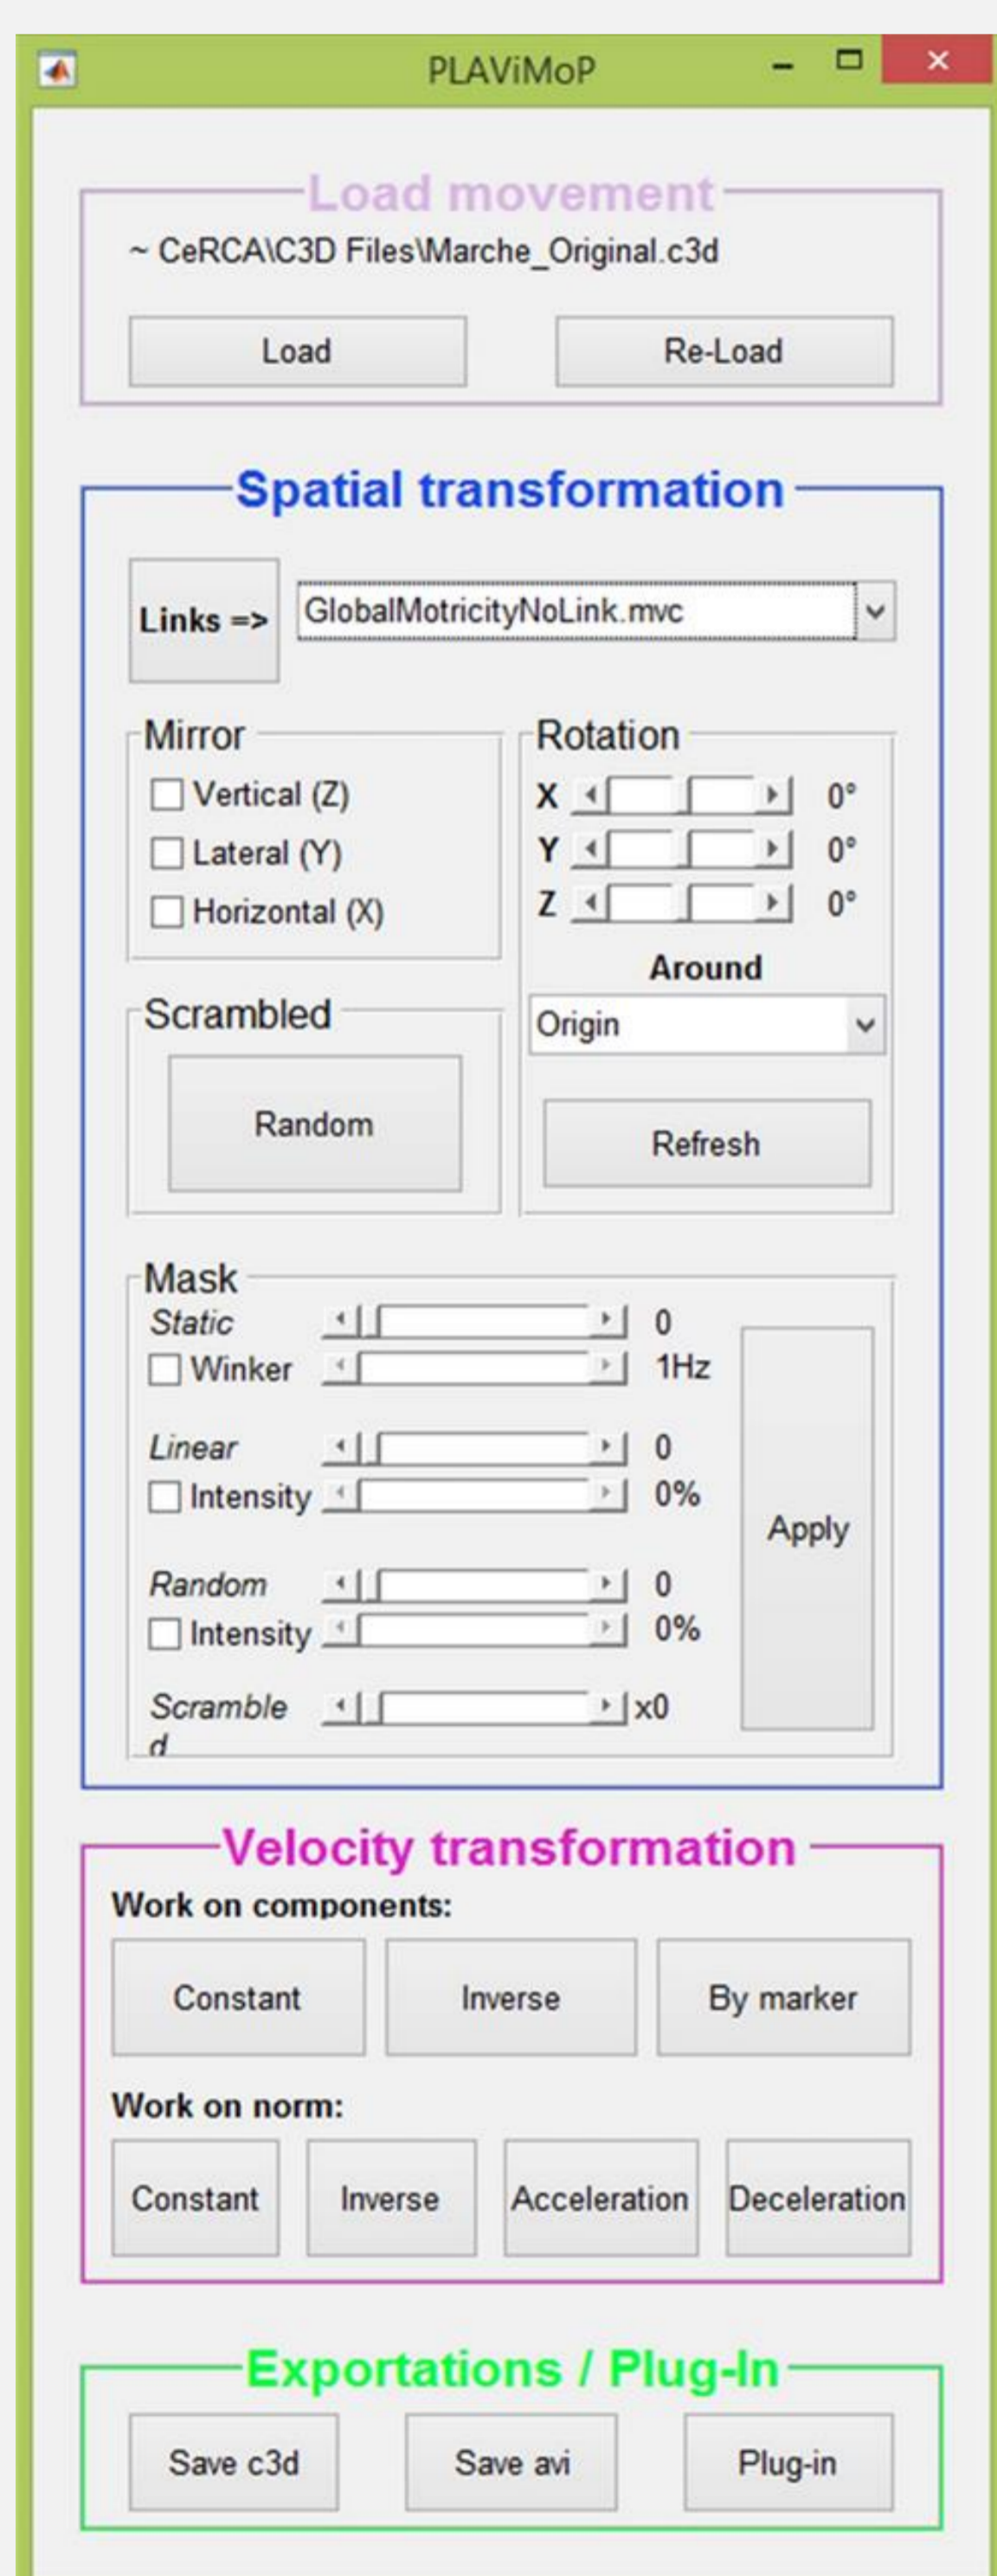 PLAViMoP
Load movement
~ CeRCA\C3D Files\Marche_Original.c3d
Load Re-Load
Spatial transformation
Links => GlobalMotricityNoLink.mvc
Mirror Rotation
Vertical (Z) X 0°
Lateral (Y) Y 0°
Horizontal (X) Z 0°
Around
Scrambled Origin
Random Refresh
Mask
Static 0
Winker 1Hz
Linear 0
Intensity 0%
Apply
Random 0
Intensity 0%
Scramble x0
d
Velocity transformation
Work on components:
Constant Inverse By marker
Work on norm:
Constant Inverse Acceleration Deceleration
Exportations / Plug-In
Save c3d Save avi Plug-in